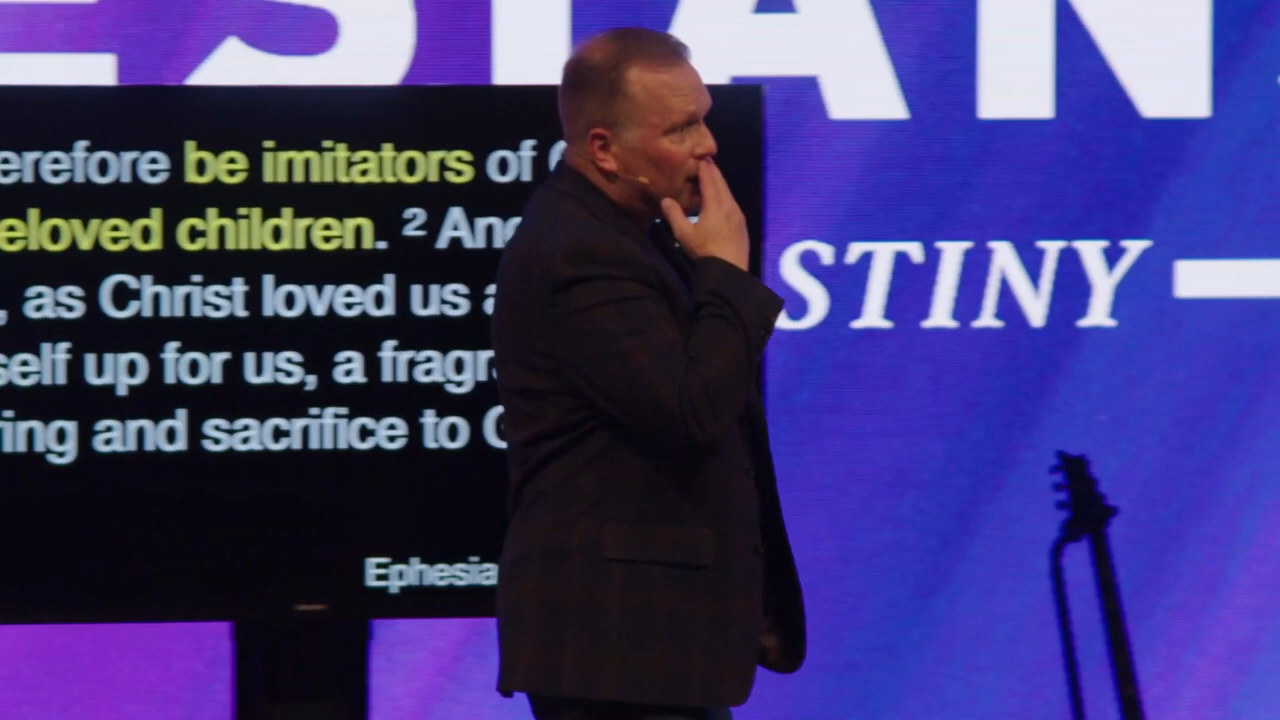 ESTAN
STINY
erefore be imitators of
eloved children. ² And
, as Christ loved us a
self up for us, a fragr
ring and sacrifice to G
Ephesia